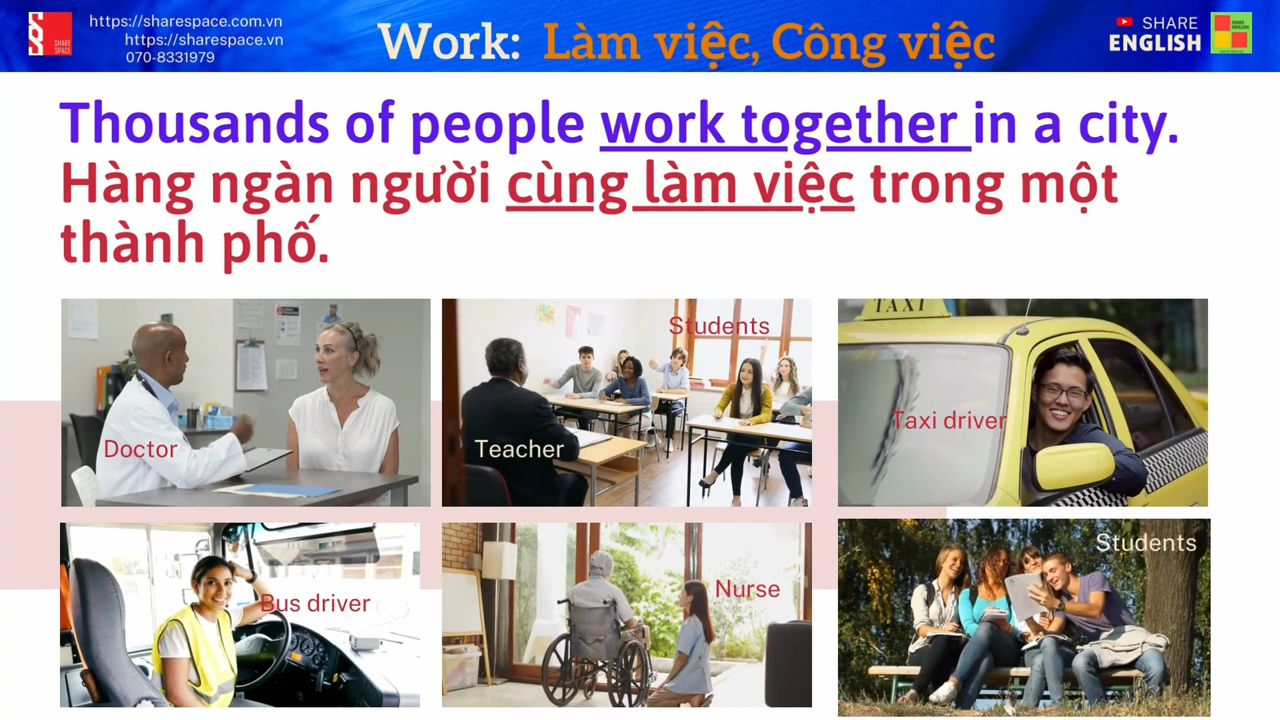 SHARE
SPACE
https://sharespace.com.vn
https://sharespace.vn
070-8331979
Work: Làm việc, Công việc
SHARE
ENGLISH
Thousands of people work together in a city.
Hàng ngàn người cùng làm việc trong một
thành phố.
Doctor
Students
Teacher
TAXI
Taxi driver
Bus driver
Nurse
Students